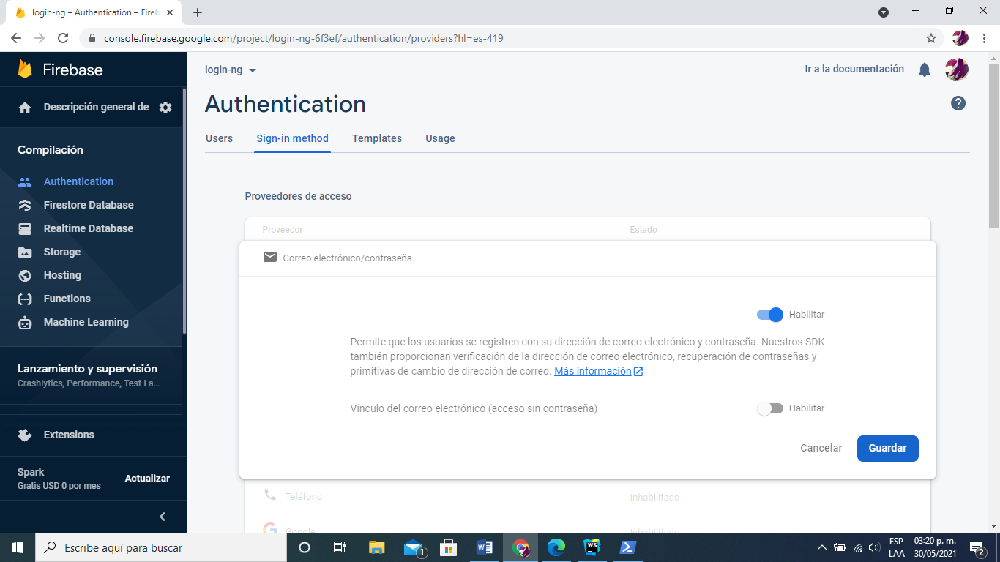 login-ng – Authentication – Fireb
console.firebase.google.com/project/login-ng-6f3ef/authentication/providers?hl=es-419
Firebase
Descripción general de
Compilación
Authentication
Firestore Database
Realtime Database
Storage
Hosting
Functions
Machine Learning
Lanzamiento y supervisión
Crashlytics, Performance, Test La...
Extensions
Spark
Gratis USD 0 por mes
Actualizar
login-ng
Ir a la documentación
Authentication
Users
Sign-in method
Templates
Usage
Proveedores de acceso
Proveedor
Estado
Correo electrónico/contraseña
Habilitar
Permite que los usuarios se registren con su dirección de correo electrónico y contraseña. Nuestros SDK
también proporcionan verificación de la dirección de correo electrónico, recuperación de contraseñas y
primitivas de cambio de dirección de correo. Más información
Vínculo del correo electrónico (acceso sin contraseña)
Habilitar
Cancelar
Guardar
Teléfono
Inhabilitado
Google
Inhabilitado
Escribe aquí para buscar
1
W
WS
ESP
LAA
03:20 p. m.
30/05/2021
2